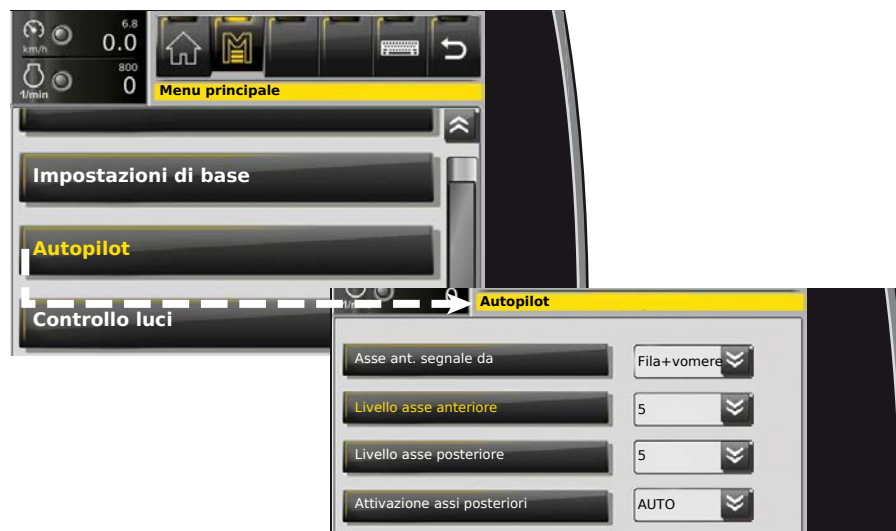 6.8
km/h
0.0
800
1/min
0
Menu principale
Impostazioni di base
Autopilot
Controllo luci
Autopilot
Asse ant. segnale da
Fila+vomere
Livello asse anteriore
5
Livello asse posteriore
5
Attivazione assi posteriori
AUTO